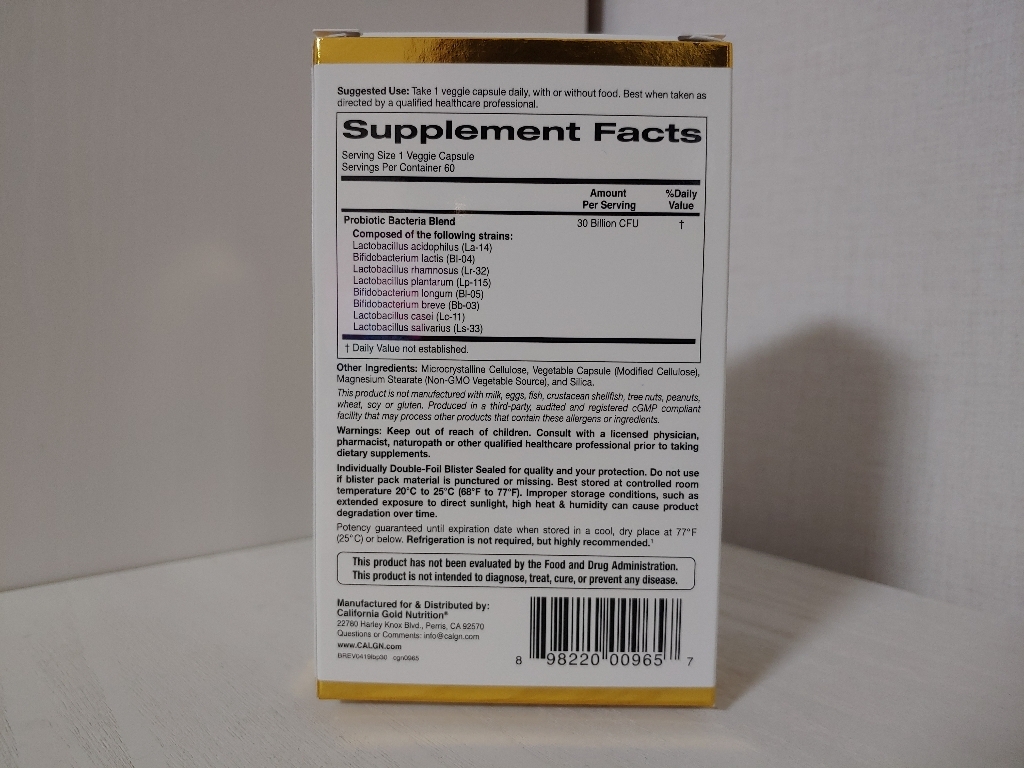 Suggested Use: Take 1 veggie capsule daily, with or without food. Best when taken as
directed by a qualified healthcare professional.
Supplement Facts
Serving Size 1 Veggie Capsule
Servings Per Container 60
Amount Per Serving
%Daily Value
Probiotic Bacteria Blend 30 Billion CFU †
Composed of the following strains:
Lactobacillus acidophilus (La-14)
Bifidobacterium lactis (Bl-04)
Lactobacillus rhamnosus (Lr-32)
Lactobacillus plantarum (Lp-115)
Bifidobacterium longum (Bl-05)
Bifidobacterium breve (Bb-03)
Lactobacillus casei (Lc-11)
Lactobacillus salivarius (Ls-33)
† Daily Value not established.
Other Ingredients: Microcrystalline Cellulose, Vegetable Capsule (Modified Cellulose),
Magnesium Stearate (Non-GMO Vegetable Source), and Silica.
This product is not manufactured with milk, eggs, fish, crustacean shellfish, tree nuts, peanuts,
wheat, soy or gluten. Produced in a third-party, audited and registered cGMP compliant
facility that may process other products that contain these allergens or ingredients.
Warnings: Keep out of reach of children. Consult with a licensed physician,
pharmacist, naturopath or other qualified healthcare professional prior to taking
dietary supplements.
Individually Double-Foil Blister Sealed for quality and your protection. Do not use
if blister pack material is punctured or missing. Best stored at controlled room
temperature 20°C to 25°C (68°F to 77°F). Improper storage conditions, such as
extended exposure to direct sunlight, high heat & humidity can cause product
degradation over time.
Potency guaranteed until expiration date when stored in a cool, dry place at 77°F
(25°C) or below. Refrigeration is not required, but highly recommended.¹
This product has not been evaluated by the Food and Drug Administration.
This product is not intended to diagnose, treat, cure, or prevent any disease.
Manufactured for & Distributed by:
California Gold Nutrition®
22780 Harley Knox Blvd., Perris, CA 92570
Questions or Comments: info@calgn.com
www.CALGN.com
BREV0419bp30 cgn0965
8 98220 00965 7